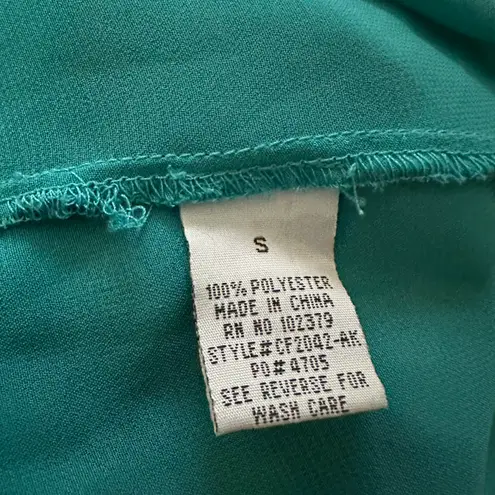 S
100% POLYESTER
MADE IN CHINA
RN NO 102379
STYLE#CF2042-AK
PO#4705
SEE REVERSE FOR
WASH CARE